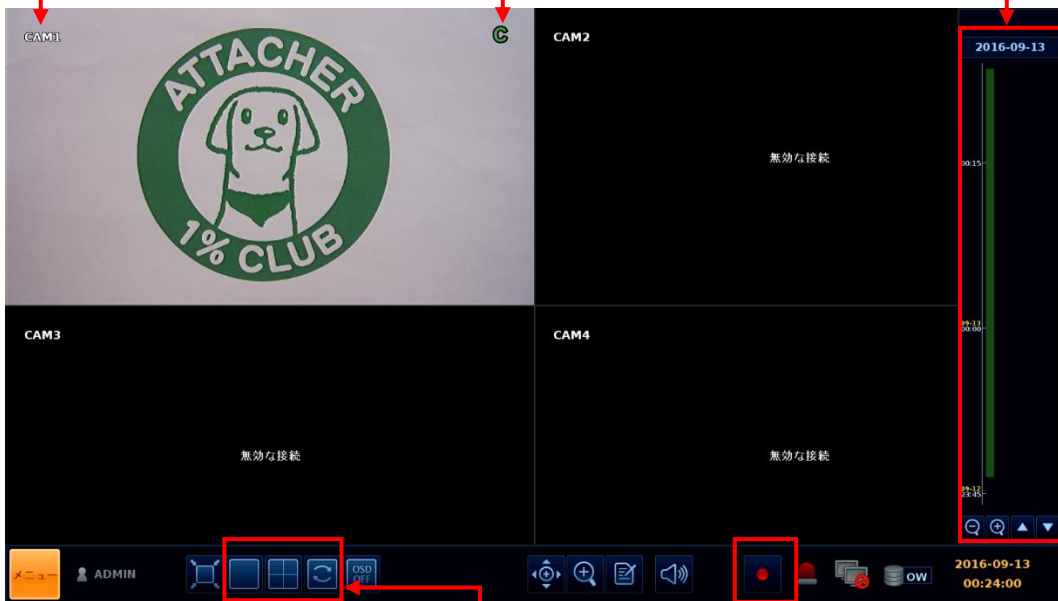 CAM1
C
CAM2
2016-09-13
ATTACHER
1% CLUB
無効な接続
00:15
09-13
00:00
CAM3
CAM4
無効な接続
無効な接続
09-12
23:45
メニュー
ADMIN
OSD
OFF
OW
2016-09-13
00:24:00